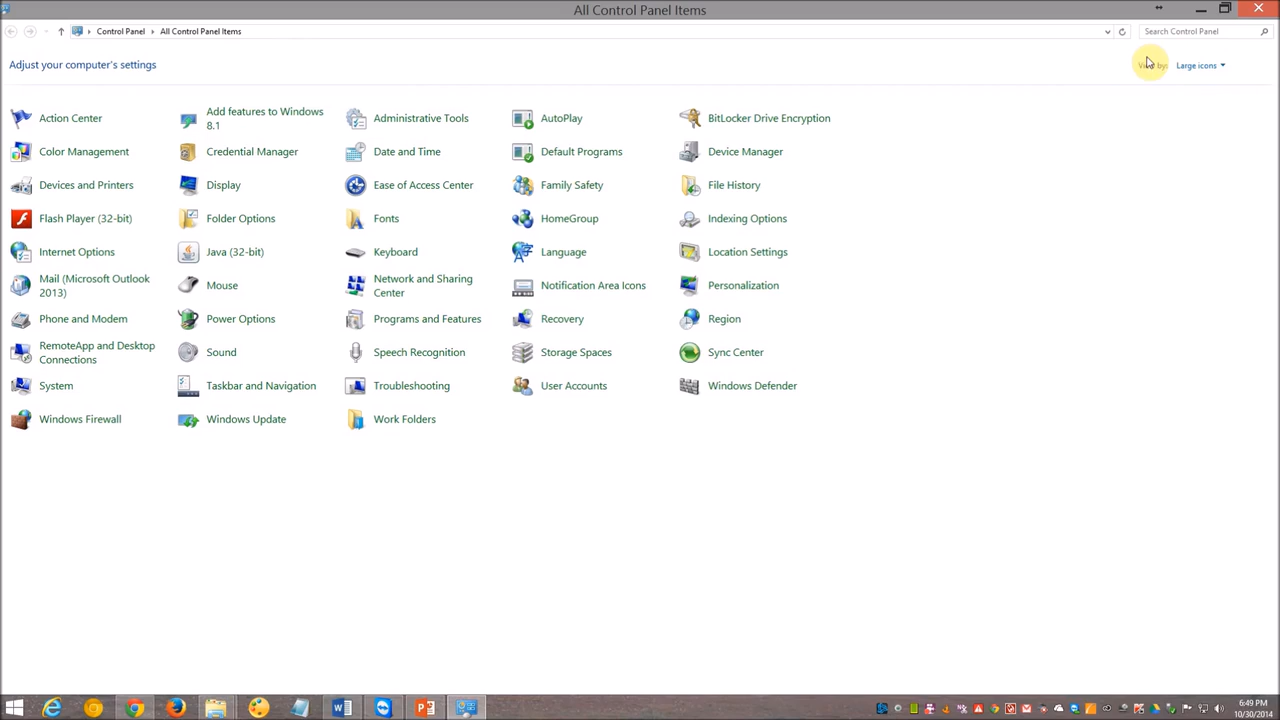 All Control Panel Items
Control Panel
All Control Panel Items
Search Control Panel
Adjust your computer's settings
View by:
Large icons
Action Center
Add features to Windows
8.1
Administrative Tools
AutoPlay
BitLocker Drive Encryption
Color Management
Credential Manager
Date and Time
Default Programs
Device Manager
Devices and Printers
Display
Ease of Access Center
Family Safety
File History
Flash Player (32-bit)
Folder Options
Fonts
HomeGroup
Indexing Options
Internet Options
Java (32-bit)
Keyboard
Language
Location Settings
Mail (Microsoft Outlook
2013)
Mouse
Network and Sharing
Center
Notification Area Icons
Personalization
Phone and Modem
Power Options
Programs and Features
Recovery
Region
RemoteApp and Desktop
Connections
Sound
Speech Recognition
Storage Spaces
Sync Center
System
Taskbar and Navigation
Troubleshooting
User Accounts
Windows Defender
Windows Firewall
Windows Update
Work Folders
6:49 PM
10/30/2014